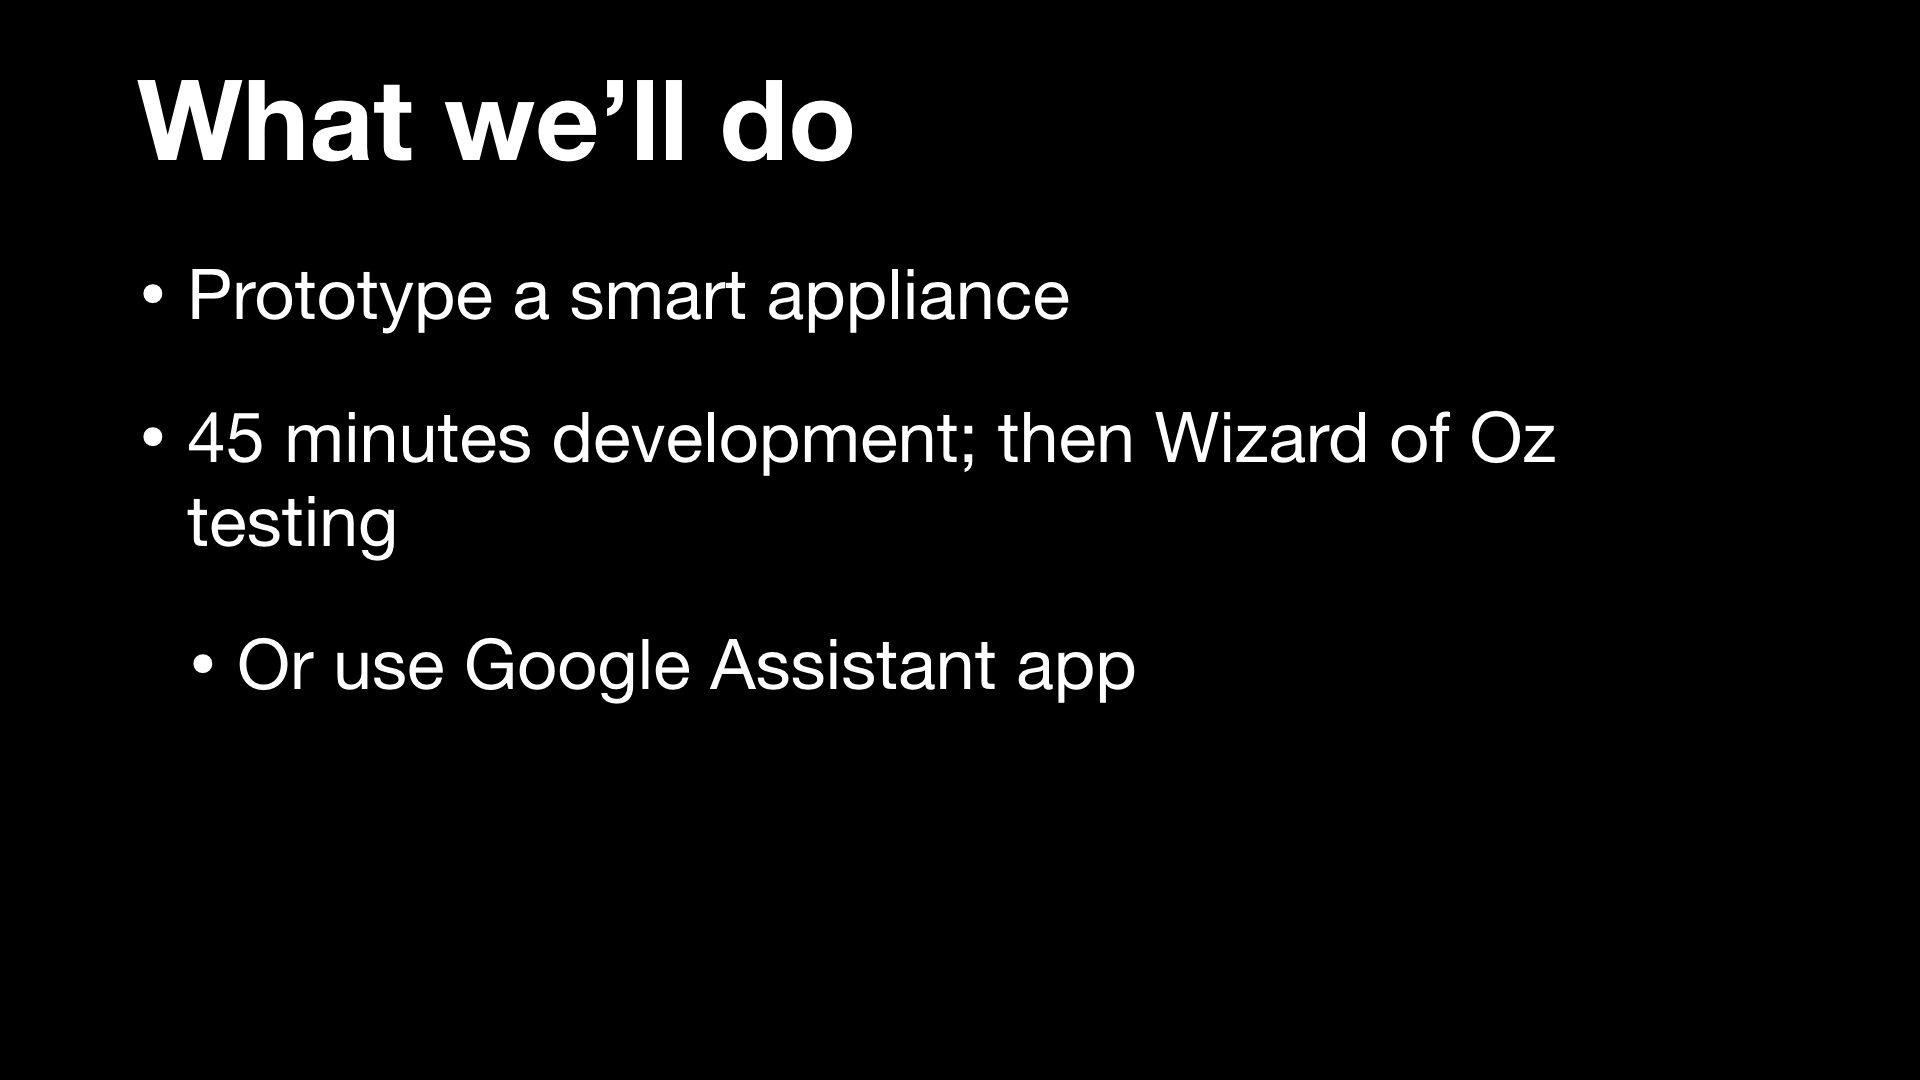 What we’ll do
• Prototype a smart appliance
• 45 minutes development; then Wizard of Oz
testing
• Or use Google Assistant app